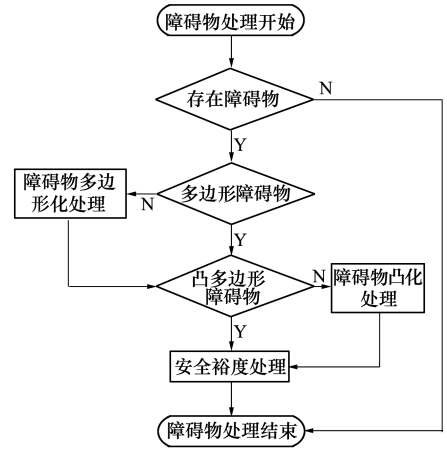 障碍物处理开始
存在障碍物
N
Y
多边形障碍物
N
障碍物多边
形化处理
Y
凸多边形
障碍物
N
障碍物凸化
处理
Y
安全裕度处理
障碍物处理结束